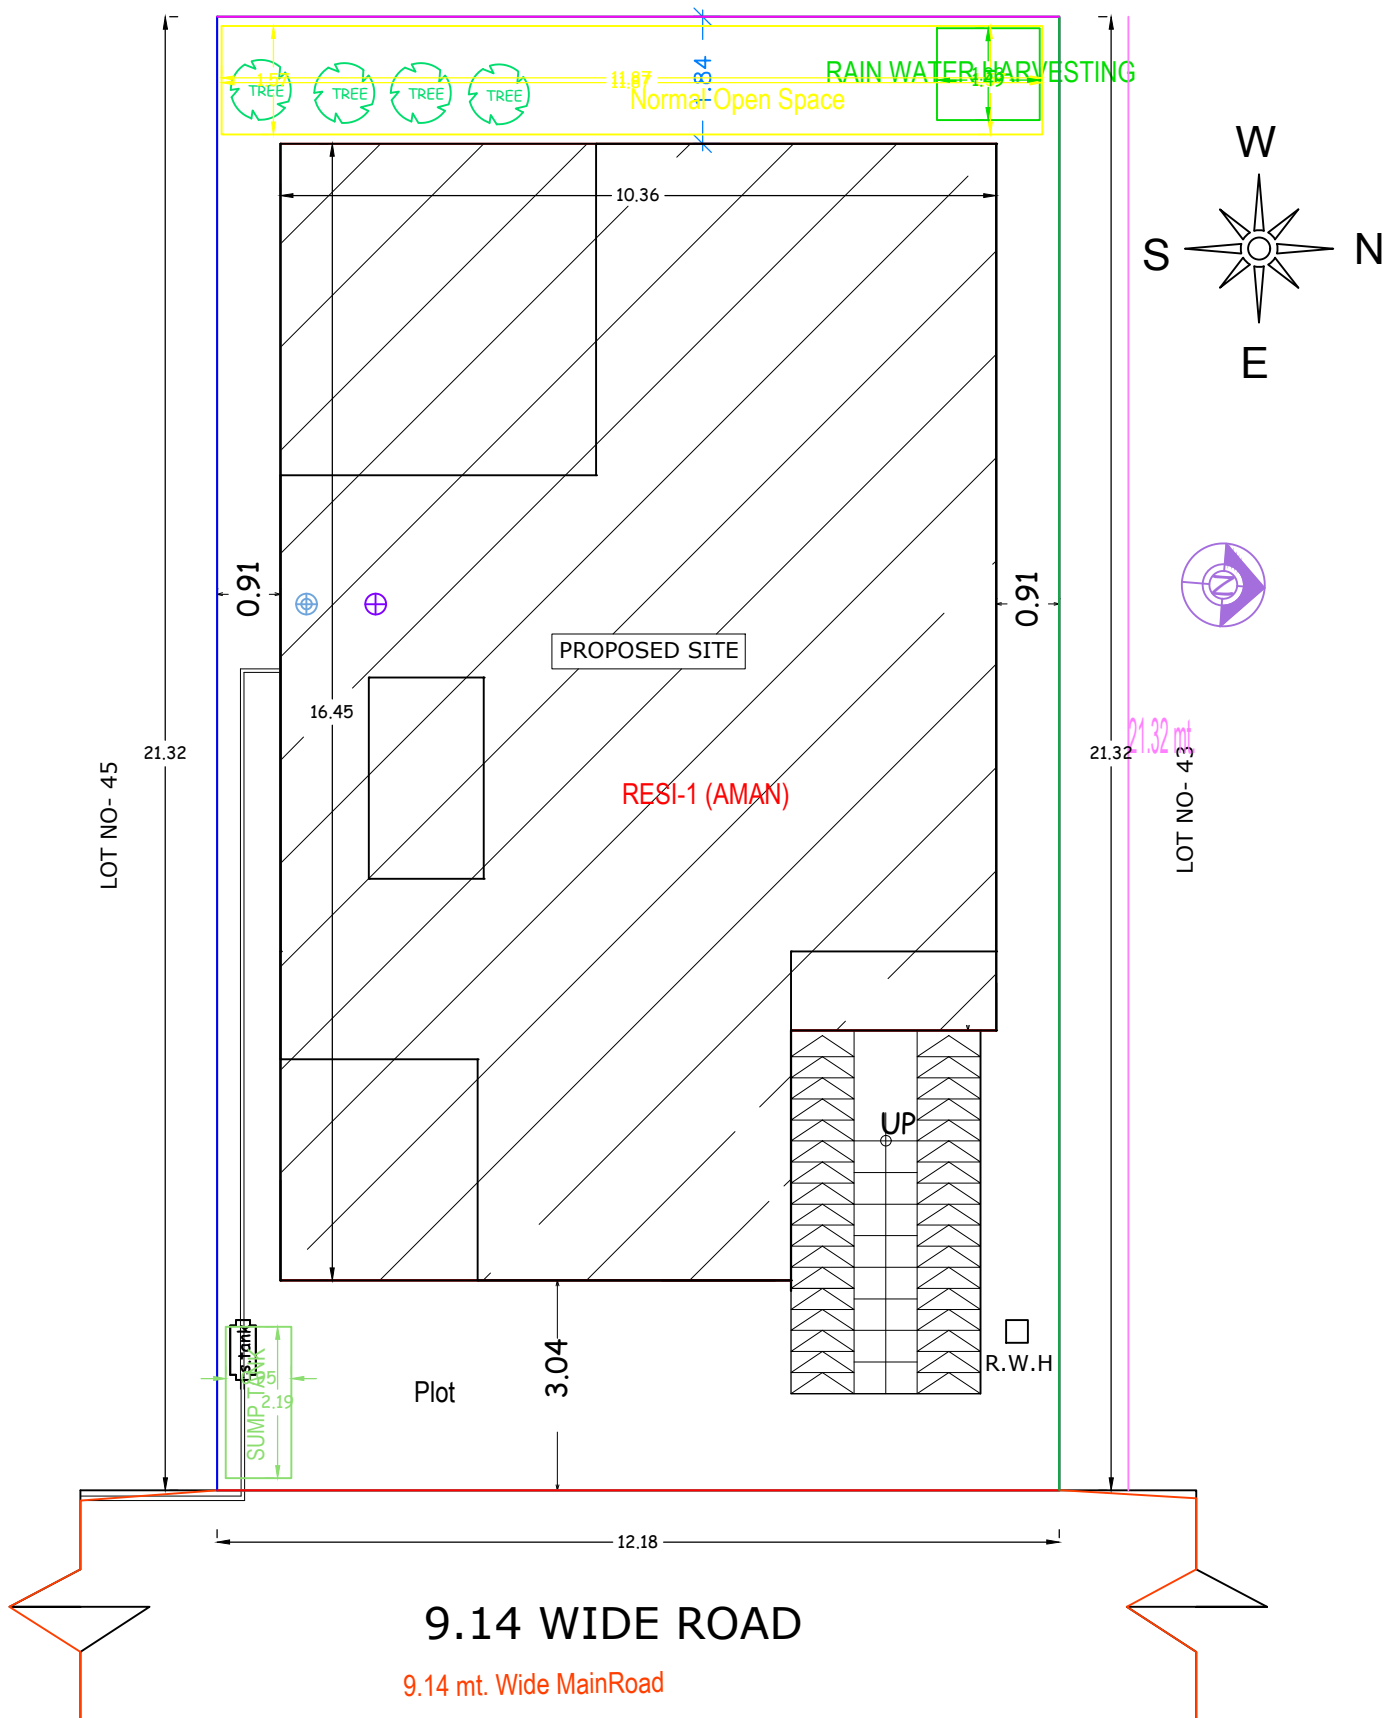 1.84
RAIN WATER HARVESTING
11.87
Normal Open Space
TREE
TREE
TREE
TREE
W
S
N
E
10.36
0.91
0.91
N
PROPOSED SITE
16.45
21.32
21.32
21.32 mt.
LOT NO- 45
LOT NO- 43
RESI-1 (AMAN)
UP
s.tank
SUMP TANK
2.19
Plot
3.04
R.W.H
12.18
9.14 WIDE ROAD
9.14 mt. Wide MainRoad